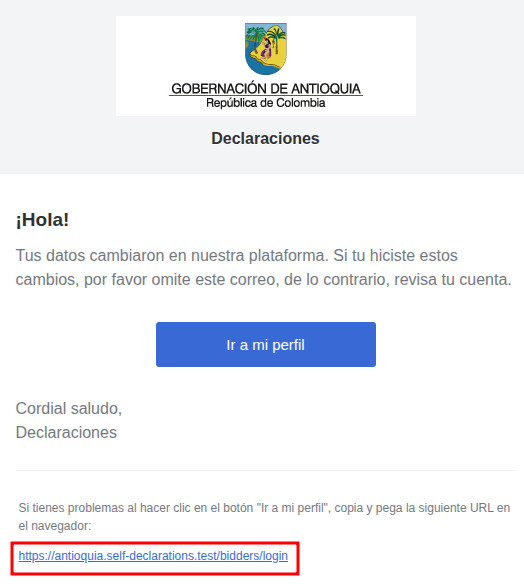 GOBERNACIÓN DE ANTIOQUIA
República de Colombia
Declaraciones
¡Hola!
Tus datos cambiaron en nuestra plataforma. Si tu hiciste estos
cambios, por favor omite este correo, de lo contrario, revisa tu cuenta.
Ir a mi perfil
Cordial saludo,
Declaraciones
Si tienes problemas al hacer clic en el botón "Ir a mi perfil", copia y pega la siguiente URL en
el navegador:
https://antioquia.self-declarations.test/bidders/login